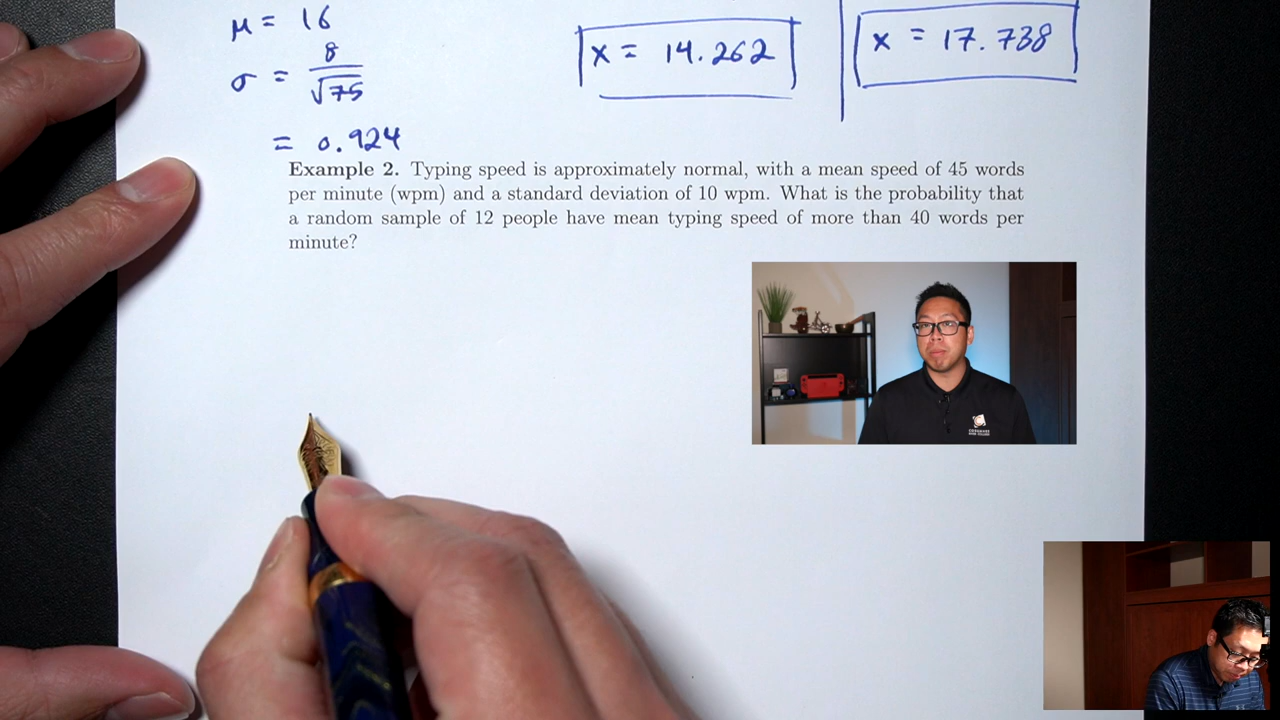 μ = 16
σ = 8/√75
= 0.924
x = 14.262
x = 17.738
Example 2. Typing speed is approximately normal, with a mean speed of 45 words
per minute (wpm) and a standard deviation of 10 wpm. What is the probability that
a random sample of 12 people have mean typing speed of more than 40 words per
minute?